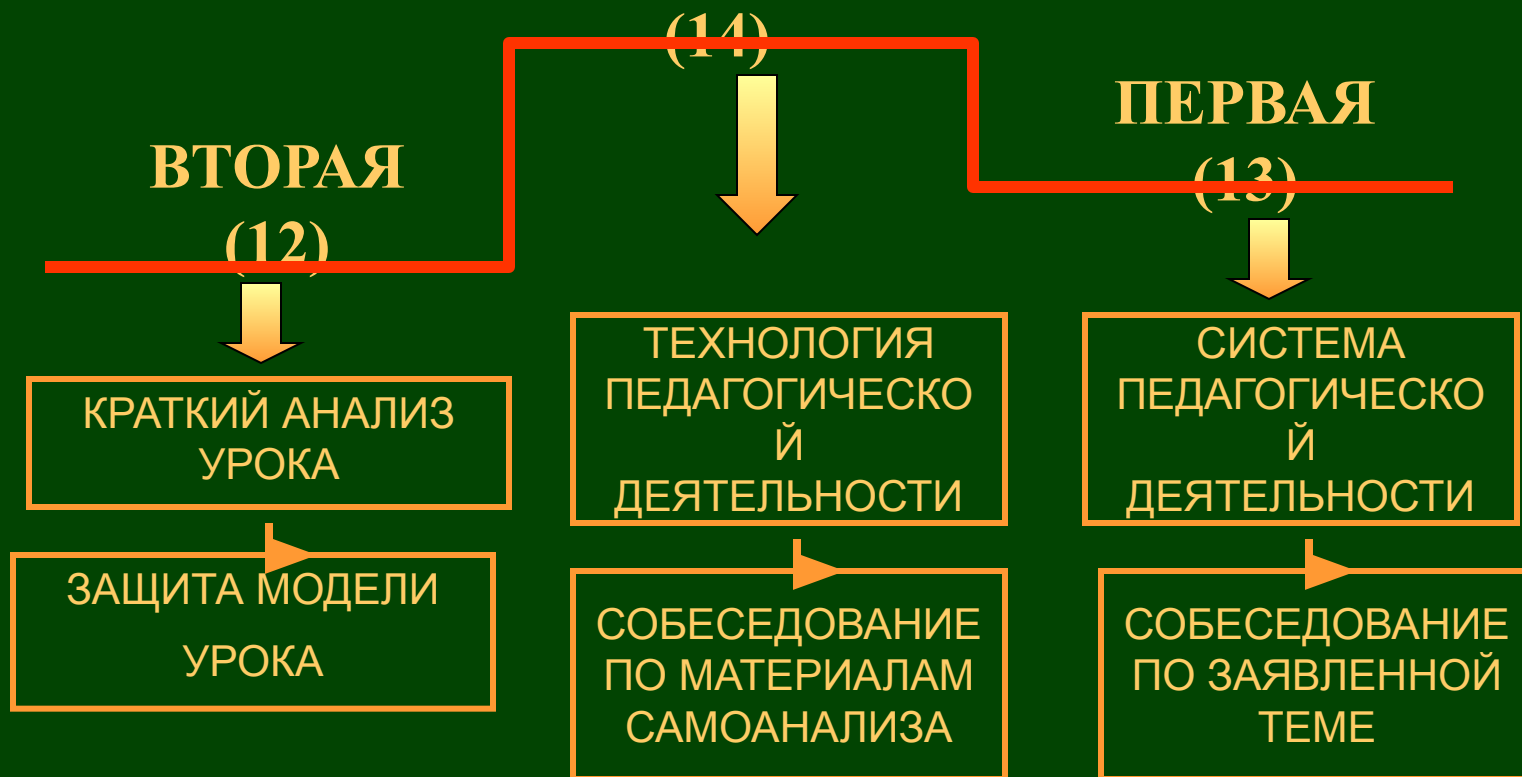 ВТОРАЯ
(12)
(14)
ПЕРВАЯ
(13)
КРАТКИЙ АНАЛИЗ
УРОКА
ЗАЩИТА МОДЕЛИ
УРОКА
ТЕХНОЛОГИЯ
ПЕДАГОГИЧЕСКО
Й
ДЕЯТЕЛЬНОСТИ
СОБЕСЕДОВАНИЕ
ПО МАТЕРИАЛАМ
САМОАНАЛИЗА
СИСТЕМА
ПЕДАГОГИЧЕСКО
Й
ДЕЯТЕЛЬНОСТИ
СОБЕСЕДОВАНИЕ
ПО ЗАЯВЛЕННОЙ
ТЕМЕ